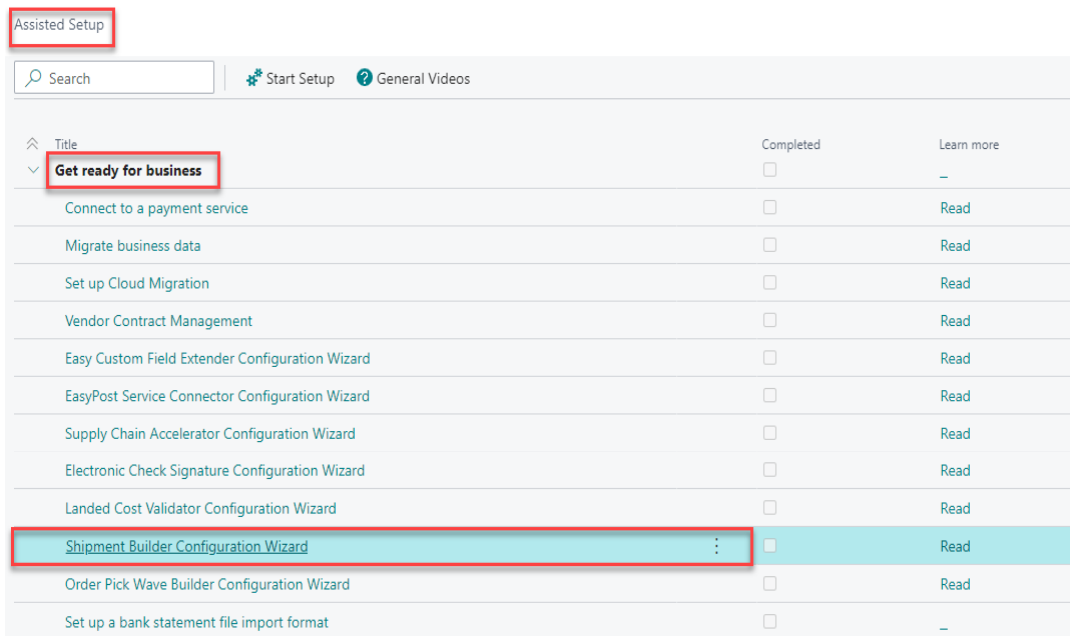 Assisted Setup
Search Start Setup General Videos
Title Completed Learn more
Get ready for business _
Connect to a payment service Read
Migrate business data Read
Set up Cloud Migration Read
Vendor Contract Management Read
Easy Custom Field Extender Configuration Wizard Read
EasyPost Service Connector Configuration Wizard Read
Supply Chain Accelerator Configuration Wizard Read
Electronic Check Signature Configuration Wizard Read
Landed Cost Validator Configuration Wizard Read
Shipment Builder Configuration Wizard Read
Order Pick Wave Builder Configuration Wizard Read
Set up a bank statement file import format _